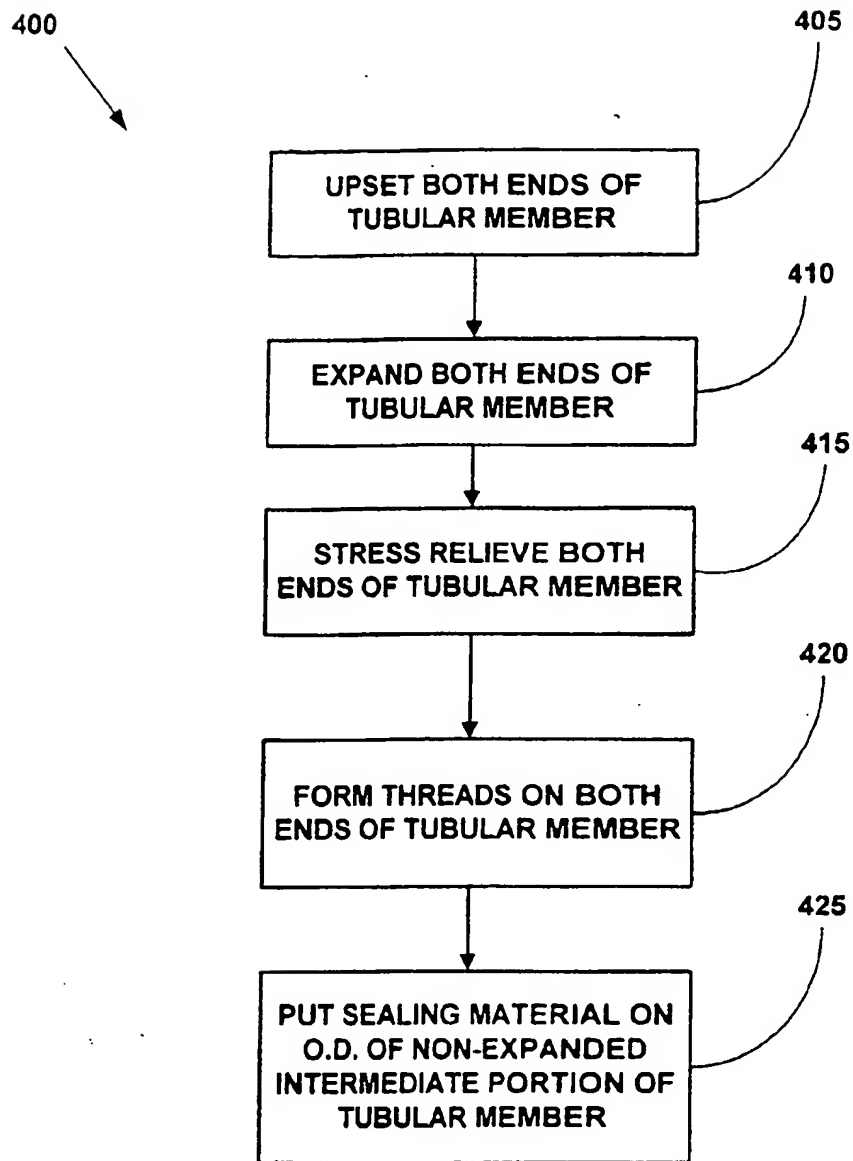 400
405
UPSET BOTH ENDS OF
TUBULAR MEMBER
410
EXPAND BOTH ENDS OF
TUBULAR MEMBER
415
STRESS RELIEVE BOTH
ENDS OF TUBULAR MEMBER
420
FORM THREADS ON BOTH
ENDS OF TUBULAR MEMBER
425
PUT SEALING MATERIAL ON
O.D. OF NON-EXPANDED
INTERMEDIATE PORTION OF
TUBULAR MEMBER